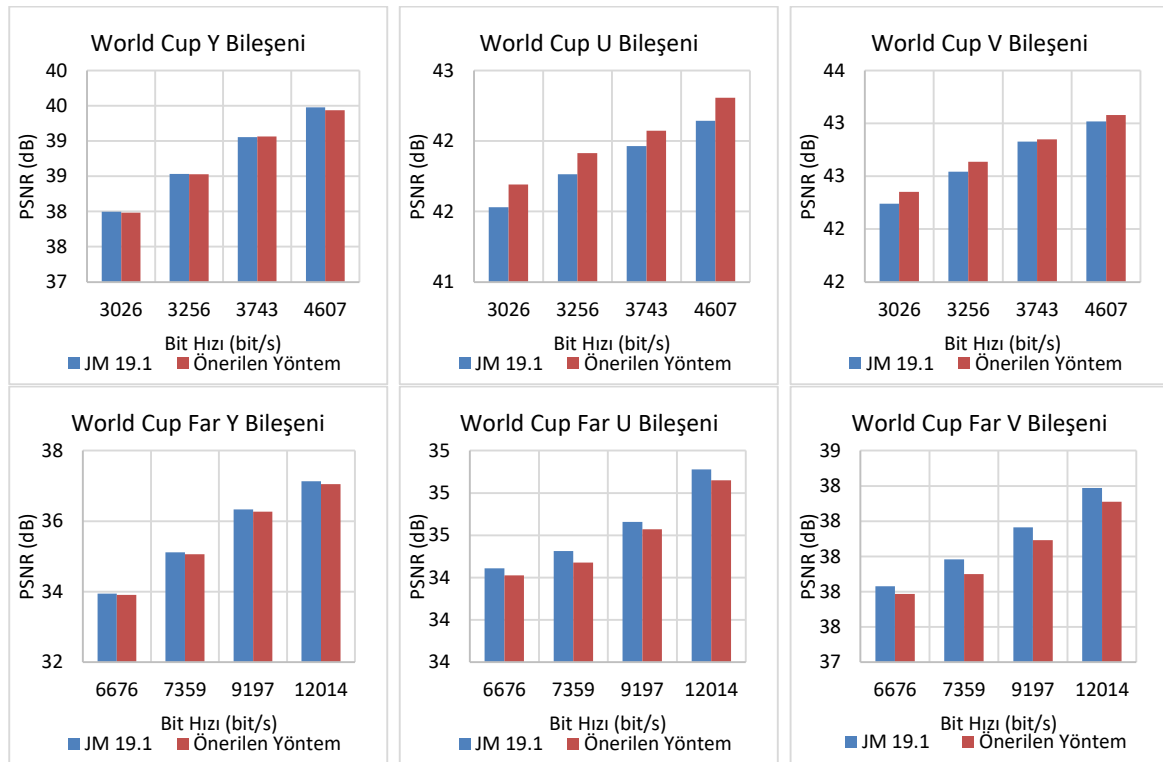 World Cup Y Bileşeni
PSNR (dB)
40
40
39
39
38
38
37
3026 3256 3743 4607
Bit Hızı (bit/s)
JM 19.1 Önerilen Yöntem
World Cup U Bileşeni
PSNR (dB)
43
42
42
41
3026 3256 3743 4607
Bit Hızı (bit/s)
JM 19.1 Önerilen Yöntem
World Cup V Bileşeni
PSNR (dB)
44
43
43
42
42
3026 3256 3743 4607
Bit Hızı (bit/s)
JM 19.1 Önerilen Yöntem
World Cup Far Y Bileşeni
PSNR (dB)
38
36
34
32
6676 7359 9197 12014
Bit Hızı (bit/s)
JM 19.1 Önerilen Yöntem
World Cup Far U Bileşeni
PSNR (dB)
35
35
35
34
34
34
6676 7359 9197 12014
Bit Hızı (bit/s)
JM 19.1 Önerilen Yöntem
World Cup Far V Bileşeni
PSNR (dB)
39
38
38
38
38
38
37
6676 7359 9197 12014
Bit Hızı (bit/s)
JM 19.1 Önerilen Yöntem